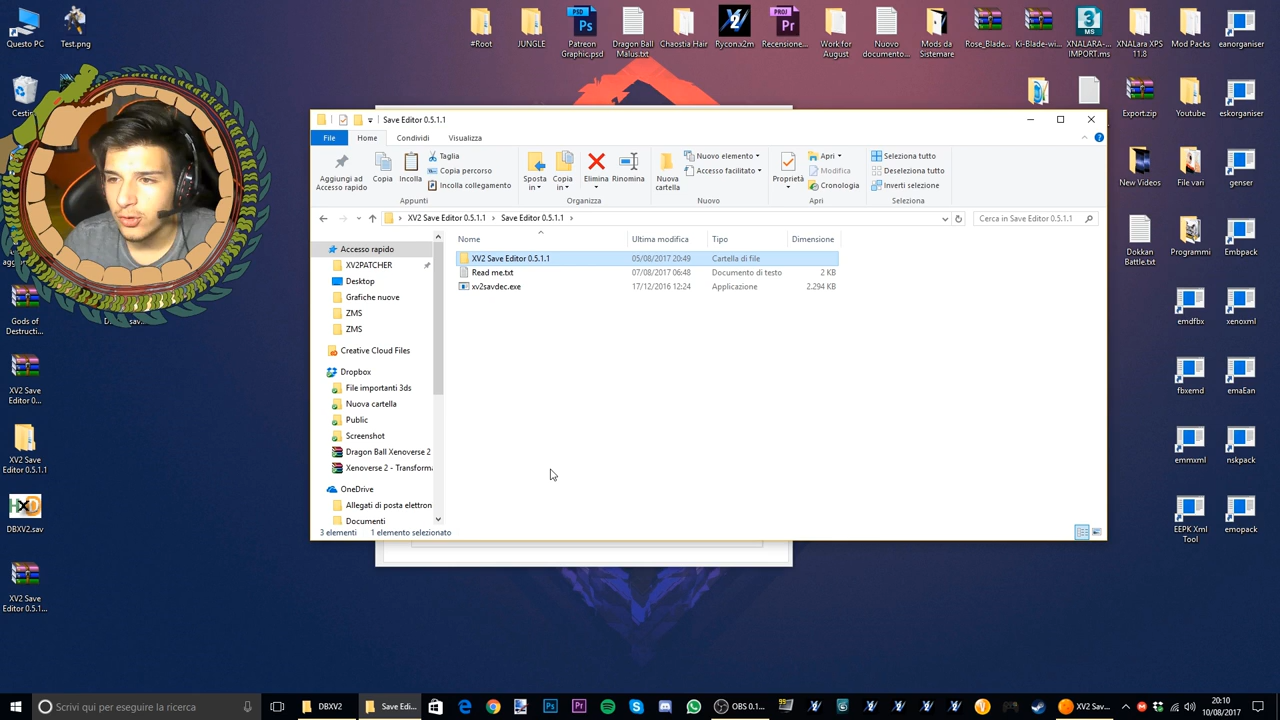 Questo PC
Test.png
#Root
JUNGLE
Patreon
Graphic.psd
Dragon Ball
Malus.txt
Chaostia Hair
Rycon.x2m
Recensione...
Work for
August
Nuovo
documento...
Mods da
Sistemare
Rose_Blade...
Ki-Blade-wi...
XNALARA-...
IMPORT.ms
XNALara XPS
11.8
Mod Packs
eanorganiser
Cestin
Export.zip
Youtube
eskorganiser
New Videos
File vari
genser
Dokkan
Battle.txt
Programmi
Embpack
Gods of
Destructi...
emdfbx
xenoxml
XV2 Save
Editor 0...
fbxemd
emaEan
XV2 Save
Editor 0.5.1.1
emmxml
nskpack
DBXV2.sav
EEPK Xml
Tool
emopack
XV2 Save
Editor 0.5.1...
Save Editor 0.5.1.1
File
Home
Condividi
Visualizza
Aggiungi ad
Accesso rapido
Copia
Incolla
Taglia
Copia percorso
Incolla collegamento
Appunti
Sposta
in
Copia
in
Elimina
Rinomina
Organizza
Nuova
cartella
Nuovo elemento
Accesso facilitato
Nuovo
Proprietà
Apri
Modifica
Cronologia
Apri
Seleziona tutto
Deseleziona tutto
Inverti selezione
Seleziona
XV2 Save Editor 0.5.1.1 > Save Editor 0.5.1.1 >
Cerca in Save Editor 0.5.1.1
Nome
Ultima modifica
Tipo
Dimensione
XV2 Save Editor 0.5.1.1 05/08/2017 20:49 Cartella di file
Read me.txt 07/08/2017 06:48 Documento di testo 2 KB
xv2savdec.exe 17/12/2016 12:24 Applicazione 2.294 KB
Accesso rapido
XV2PATCHER
Desktop
Grafiche nuove
ZMS
ZMS
Creative Cloud Files
Dropbox
File importanti 3ds
Nuova cartella
Public
Screenshot
Dragon Ball Xenoverse 2
Xenoverse 2 - Transforma
OneDrive
Allegati di posta elettron
Documenti
3 elementi 1 elemento selezionato
Scrivi qui per eseguire la ricerca
DBXV2
Save Edi...
OBS 0.1...
XV2 Sav...
20:10
10/08/2017